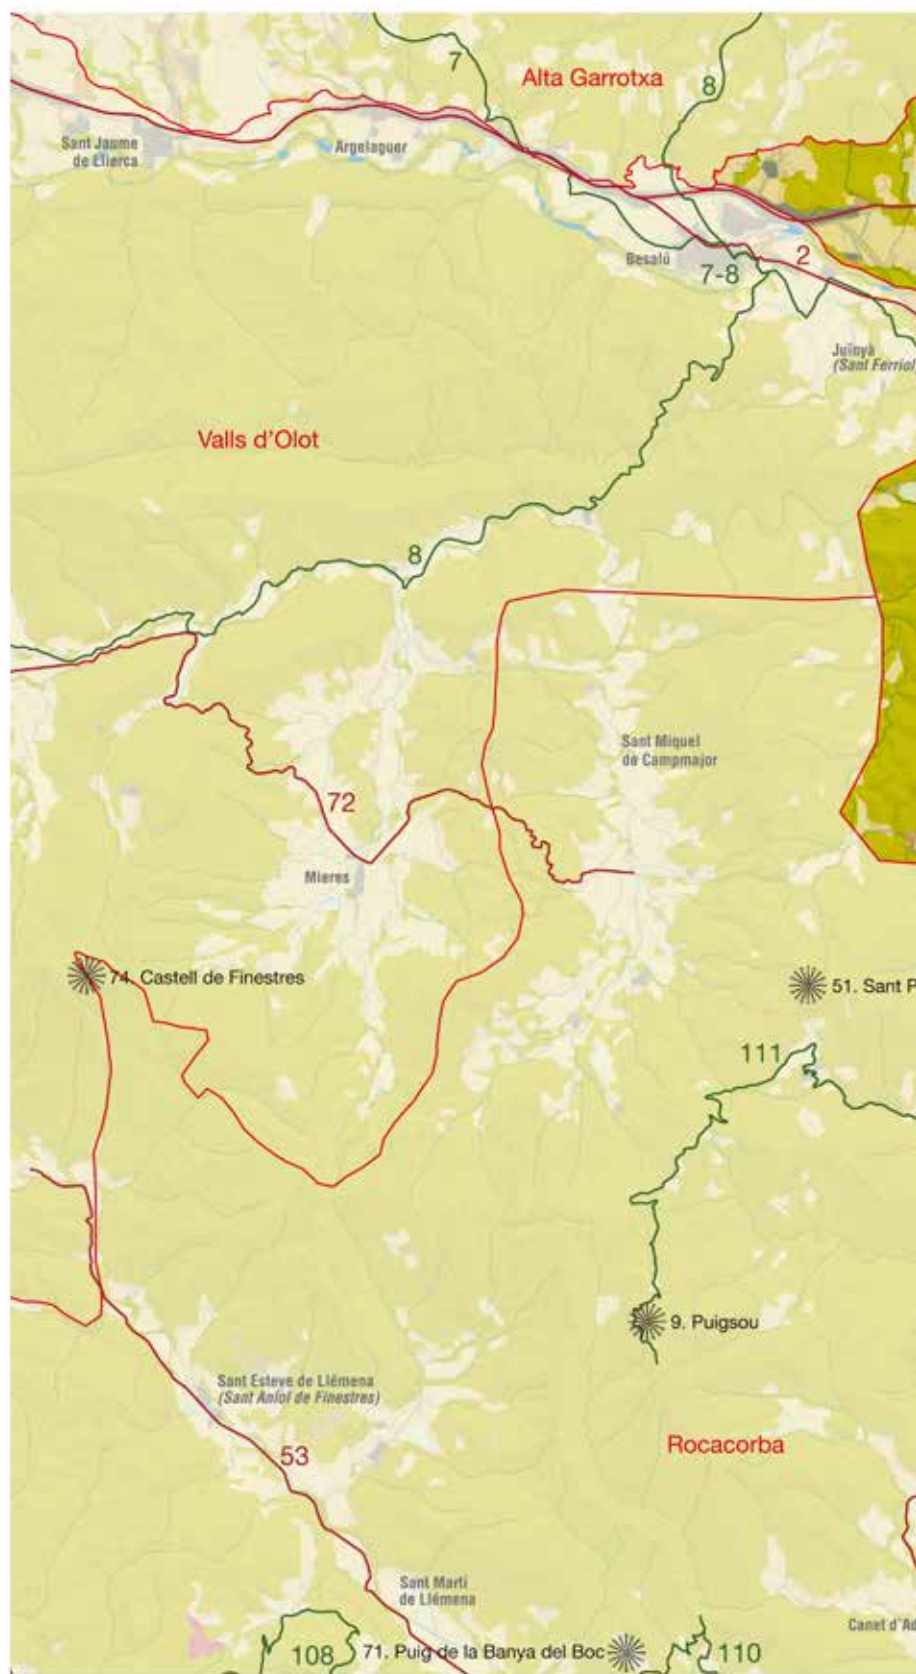 7
Alta Garrotxa
8
Sant Jaume
de Llierca
Argelaguer
Besalú
7-8
2
Juïnyà
(Sant Ferriol)
Valls d'Olot
8
Sant Miquel
de Campmajor
72
Mieres
74. Castell de Finestres
51. Sant P
111
9. Puigsou
Sant Esteve de Llémena
(Sant Aniol de Finestres)
53
Rocacorba
Sant Martí
de Llémena
Canet d'Ad
108
71. Puig de la Banya del Boc
110